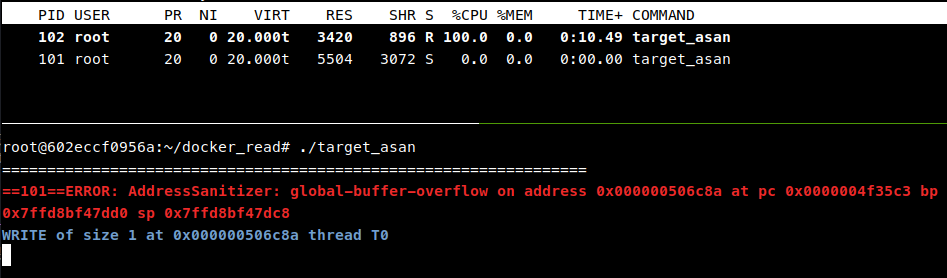 PID USER PR NI VIRT RES SHR S %CPU %MEM TIME+ COMMAND
102 root 20 0 20.000t 3420 896 R 100.0 0.0 0:10.49 target_asan
101 root 20 0 20.000t 5504 3072 S 0.0 0.0 0:00.00 target_asan
root@602eccf0956a:~/docker_read# ./target_asan
=================================================================
==101==ERROR: AddressSanitizer: global-buffer-overflow on address 0x000000506c8a at pc 0x0000004f35c3 bp
0x7ffd8bf47dd0 sp 0x7ffd8bf47dc8
WRITE of size 1 at 0x000000506c8a thread T0